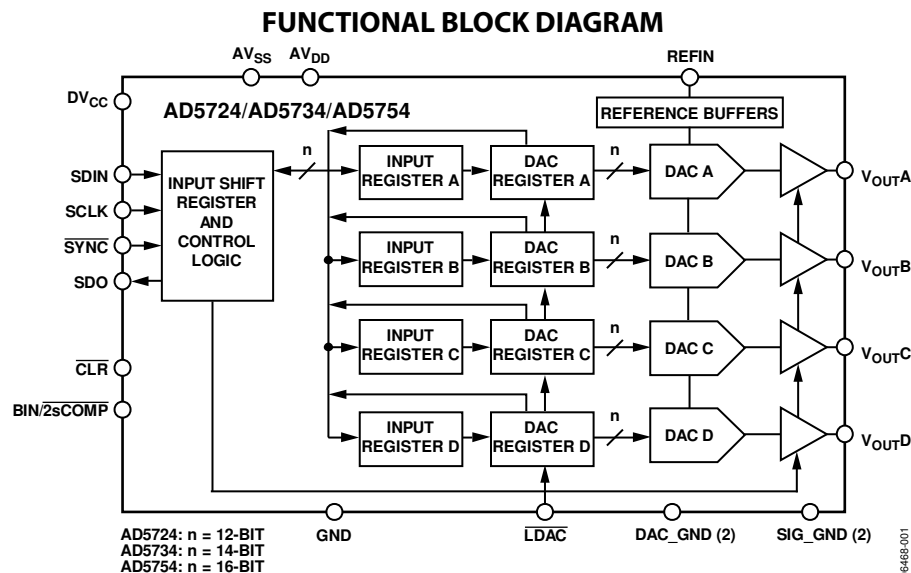 FUNCTIONAL BLOCK DIAGRAM
AVSS
AVDD
REFIN
DVCC
AD5724/AD5734/AD5754
REFERENCE BUFFERS
SDIN
SCLK
SYNC
SDO
CLR
BIN/2sCOMP
INPUT SHIFT
REGISTER
AND
CONTROL
LOGIC
n
INPUT
REGISTER A
DAC
REGISTER A
n
DAC A
VOUTA
INPUT
REGISTER B
DAC
REGISTER B
n
DAC B
VOUTB
INPUT
REGISTER C
DAC
REGISTER C
n
DAC C
VOUTC
INPUT
REGISTER D
DAC
REGISTER D
n
DAC D
VOUTD
AD5724: n = 12-BIT
AD5734: n = 14-BIT
AD5754: n = 16-BIT
GND
LDAC
DAC_GND (2)
SIG_GND (2)
6468-001